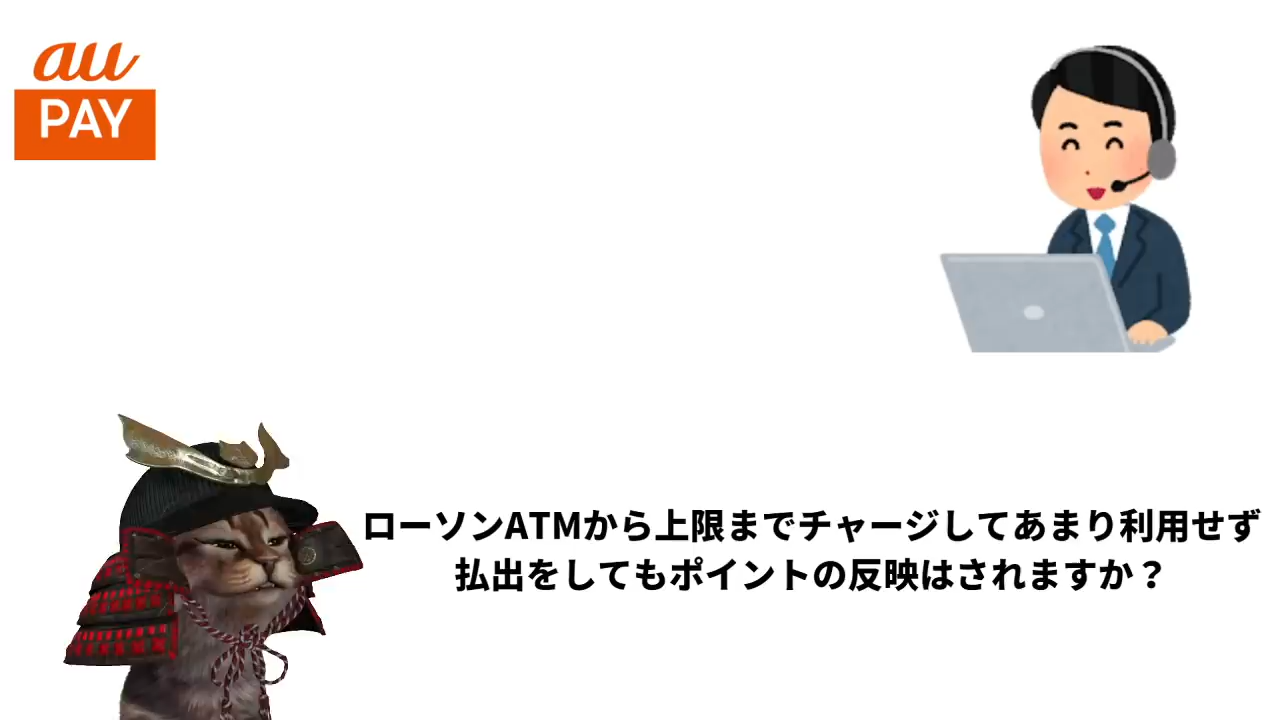 au
PAY
ローソンATMから上限までチャージしてあまり利用せず
払出をしてもポイントの反映はされますか？